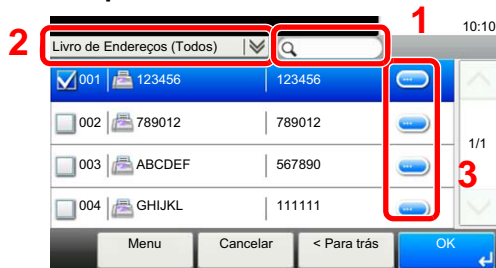 1
10:10
2
Livro de Endereços (Todos)
001 123456 123456
002 789012 789012
1/1
003 ABCDEF 567890
3
004 GHIJKL 111111
Menu Cancelar < Para trás OK